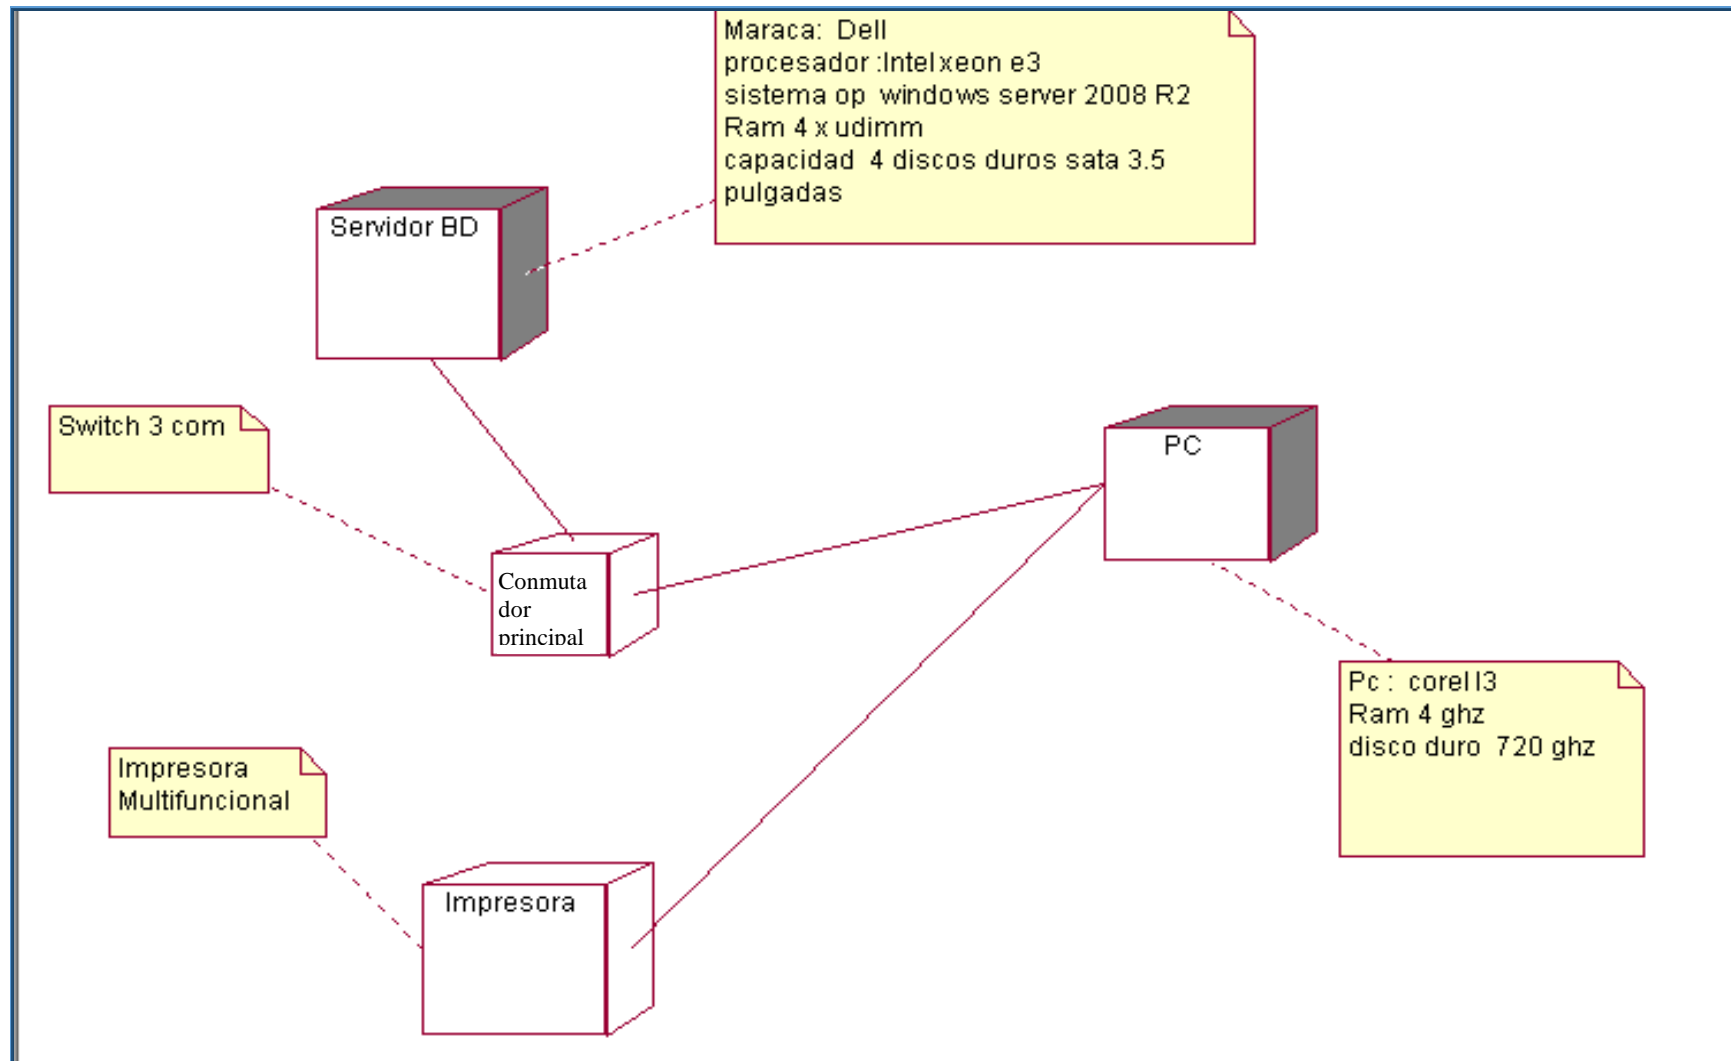 Maraca:  Dell
procesador :Intel xeon e3
sistema op  windows server 2008 R2
Ram 4 x udimm
capacidad  4 discos duros sata 3.5
pulgadas
Servidor BD
Switch 3 com
PC
Conmuta
dor
principal
Pc :  corel I3
Ram 4 ghz
disco duro  720 ghz
Impresora
Multifuncional
Impresora